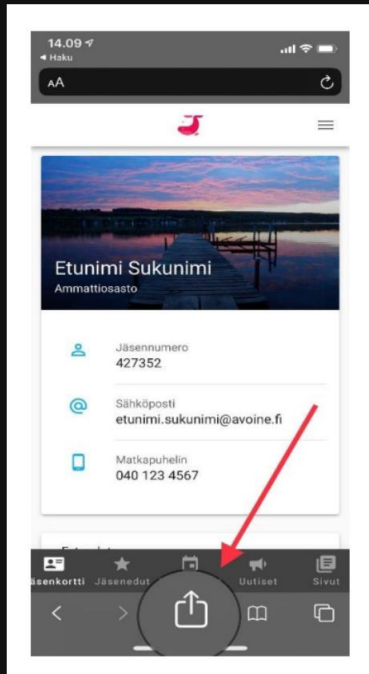 14.09
Haku
AA
Etunimi Sukunimi
Ammattiosasto
Jäsennumero
427352
Sähköposti
etunimi.sukunimi@avoine.fi
Matkapuhelin
040 123 4567
äsenkortti Jäsenedut Uutiset Sivut